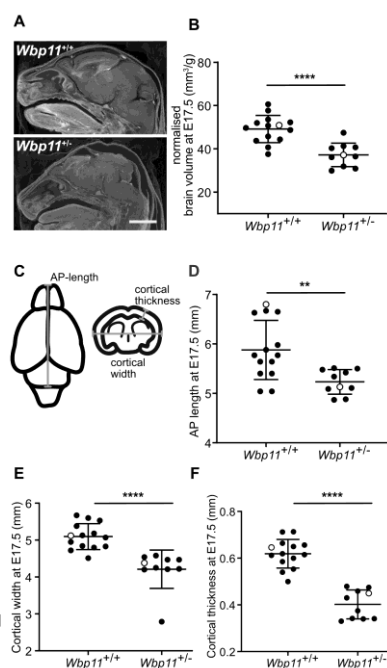 A
Wbp11+/+
Wbp11+/-
B
normalised
brain volume at E17.5 (mm³/g)
80
60
40
20
****
Wbp11+/+ Wbp11+/-
C
AP-length
cortical
thickness
cortical
width
D
AP length at E17.5 (mm)
7
6
5
4
**
Wbp11+/+ Wbp11+/-
E
Cortical width at E17.5 (mm)
6
5
4
3
2
****
Wbp11+/+ Wbp11+/-
F
Cortical thickness at E17.5 (mm)
0.8
0.6
0.4
0.2
****
Wbp11+/+ Wbp11+/-